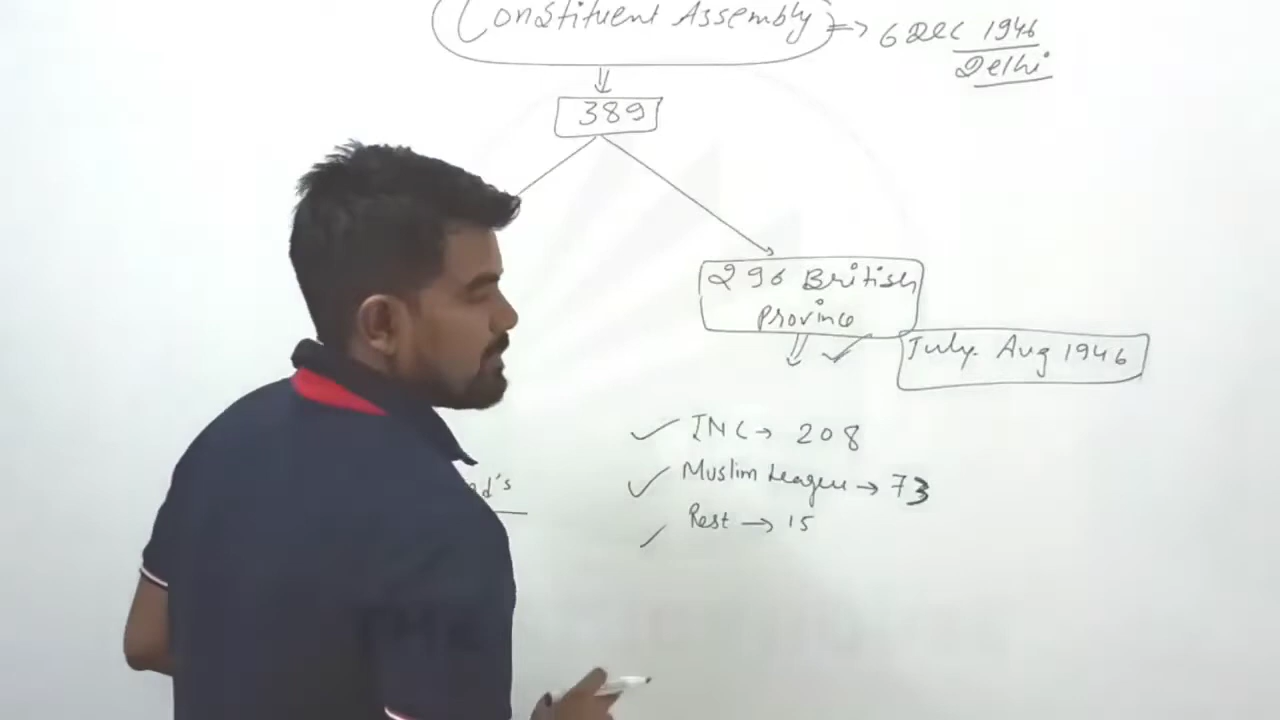 Constituent Assembly => 6 Dec 1946
Delhi
389
296 British
Province
July. Aug 1946
INC → 208
Muslim League → 73
Rest → 15